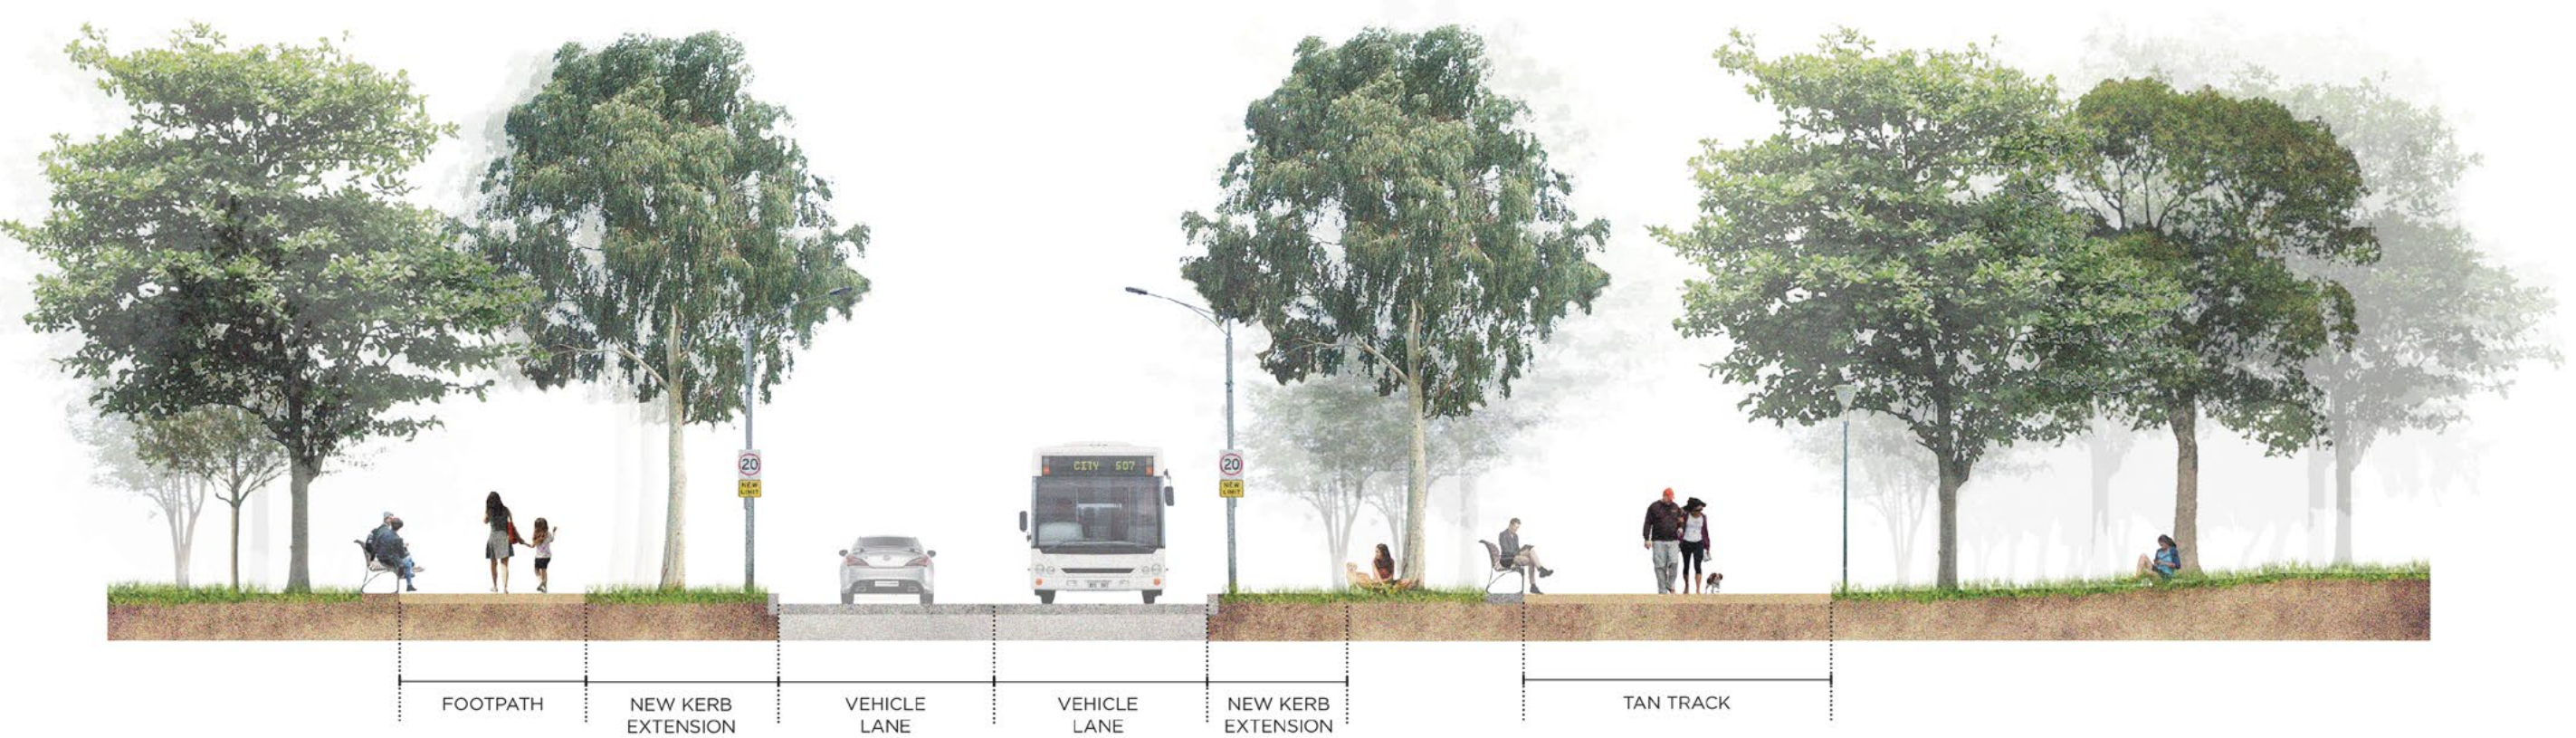 CITY 507
20
NEW
LIMIT
20
NEW
LIMIT
FOOTPATH
NEW KERB
EXTENSION
VEHICLE
LANE
VEHICLE
LANE
NEW KERB
EXTENSION
TAN TRACK